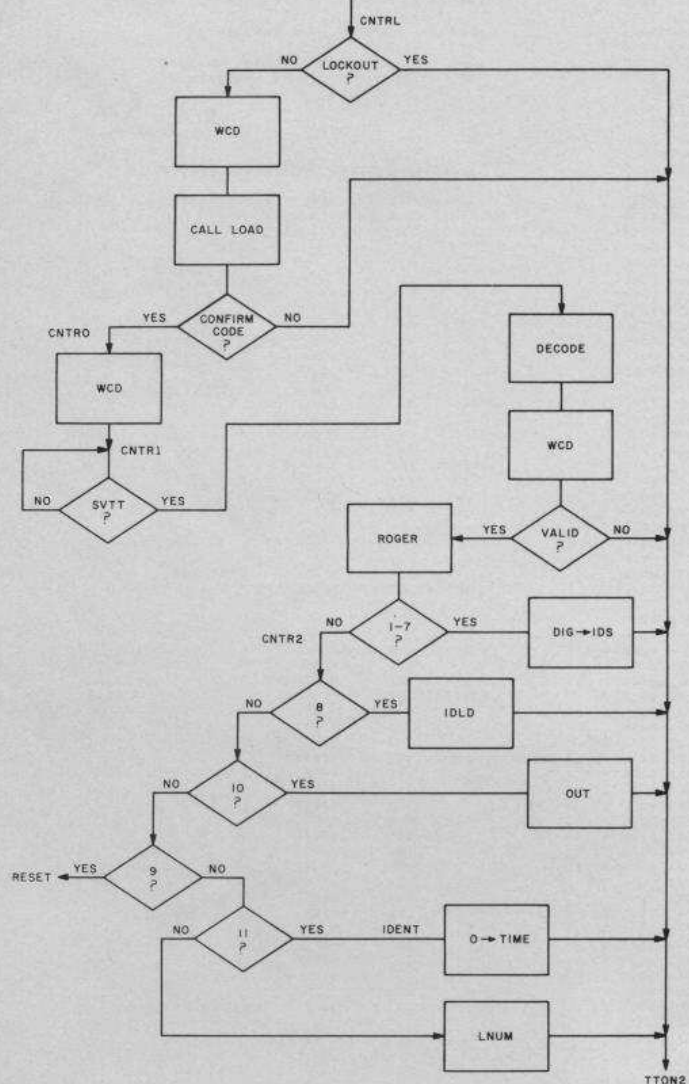 CNTRL
LOCKOUT
?
NO
YES
WCD
CALL LOAD
CONFIRM
CODE
?
YES
NO
CNTR0
WCD
CNTR1
SVTT
?
NO
YES
DECODE
WCD
VALID
?
YES
NO
ROGER
1-7
?
NO
YES
DIG→IDS
CNTR2
8
?
NO
YES
IDLD
10
?
NO
YES
OUT
9
?
YES
NO
RESET
11
?
NO
YES
IDENT
0→TIME
LNUM
TTON2